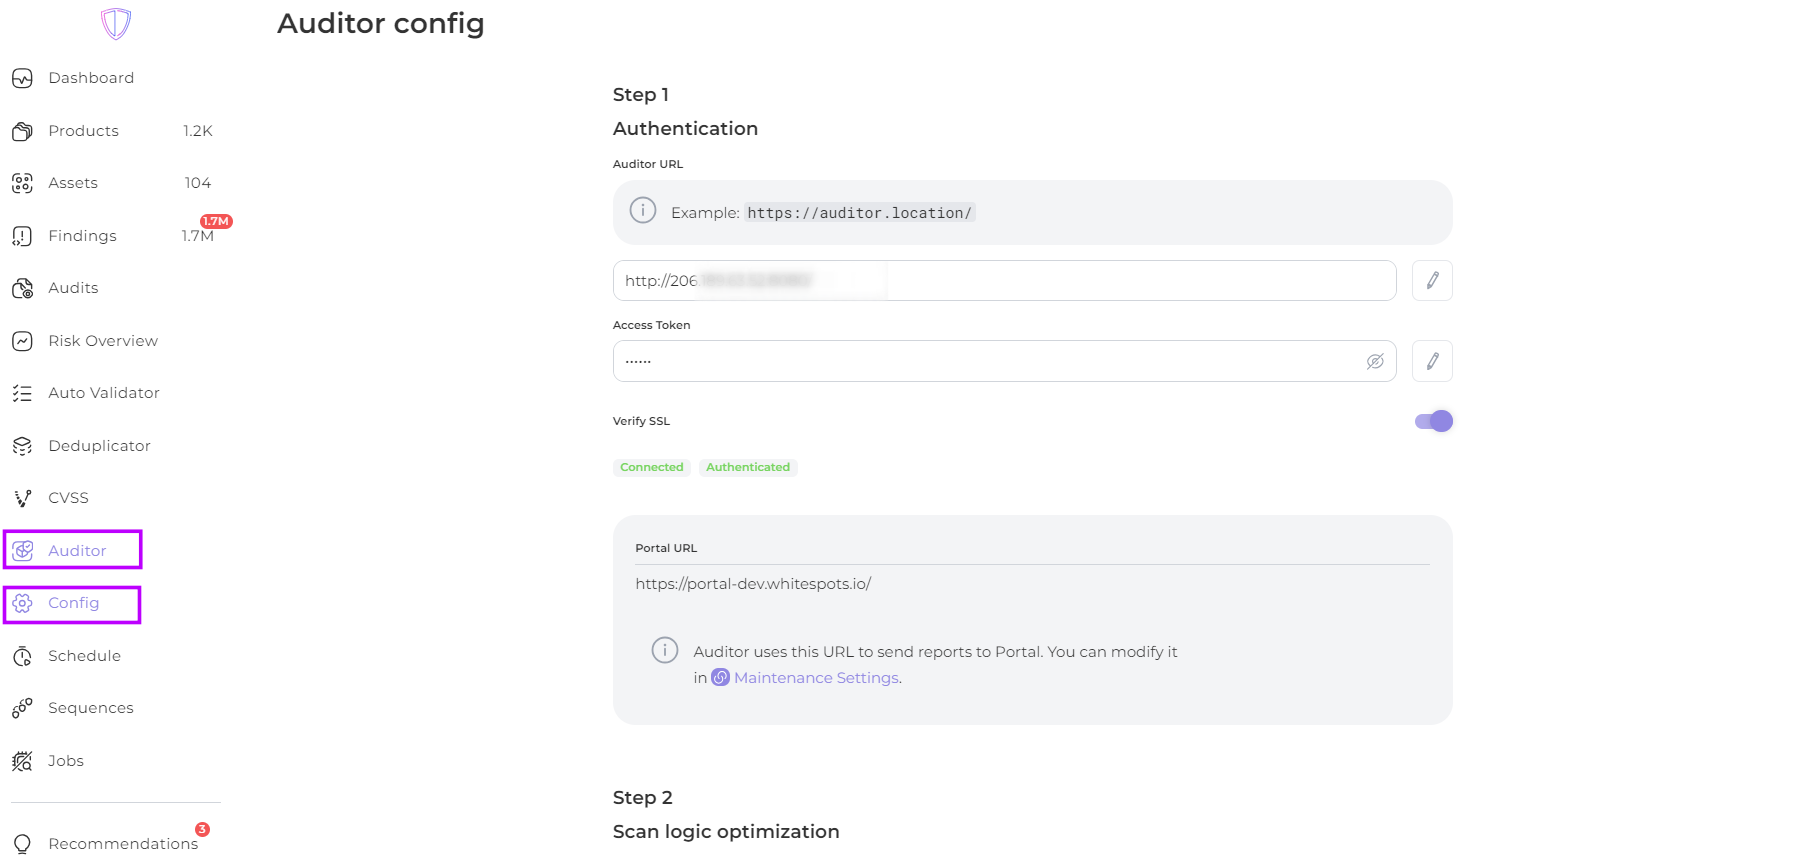 Auditor config
Dashboard
Products 1.2K
Assets 104
1.7M
Findings 1.7M
Audits
Risk Overview
Auto Validator
Deduplicator
CVSS
Auditor
Config
Schedule
Sequences
Jobs
3
Recommendations
Step 1
Authentication
Auditor URL
Example: https://auditor.location/
http://206.
Access Token
••••••
Verify SSL
Connected Authenticated
Portal URL
https://portal-dev.whitespots.io/
Auditor uses this URL to send reports to Portal. You can modify it
in Maintenance Settings.
Step 2
Scan logic optimization